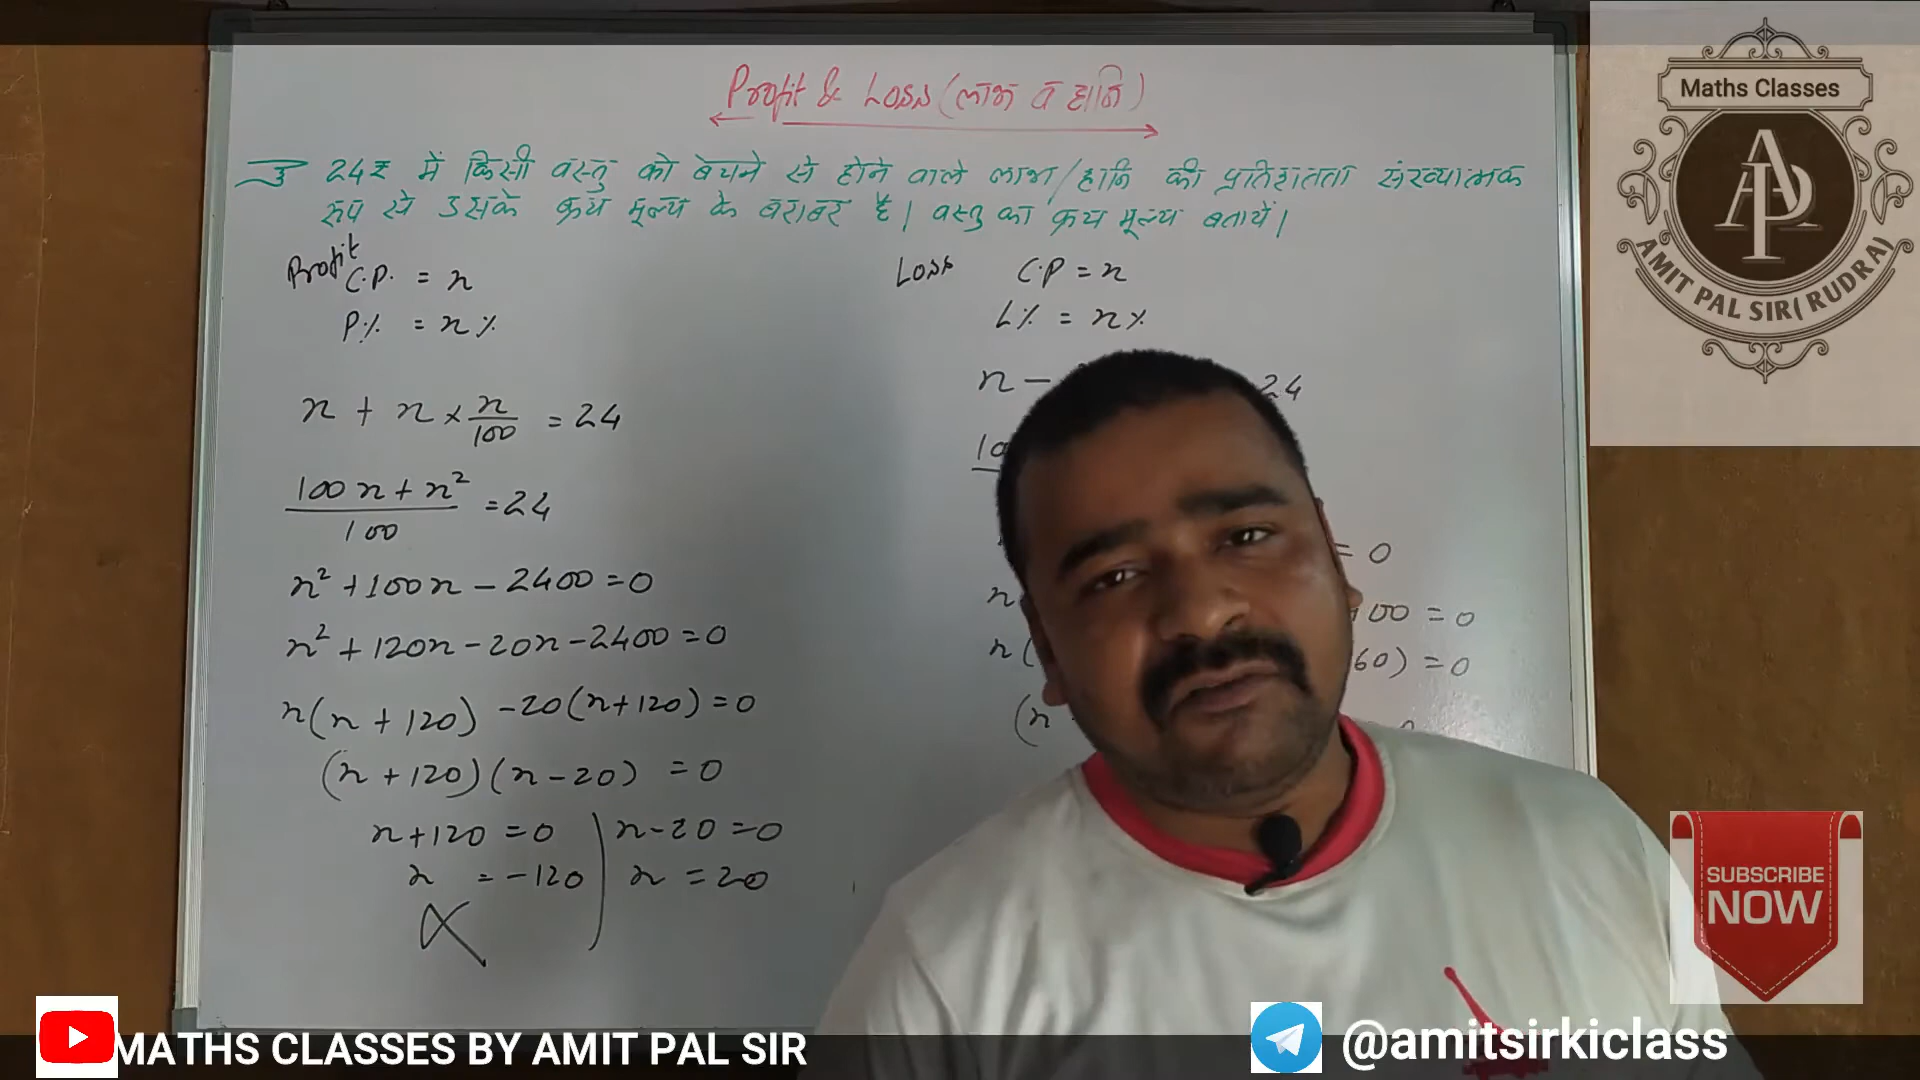 Profit & Loss (लाभ व हानि)
3 24₹ में किसी वस्तु को बेचने से होने वाले लाभ/हानि की प्रतिशतता संख्यात्मक
रूप से उसके क्रय मूल्य के बराबर है। वस्तु का क्रय मूल्य बतायें।
Profit
C.P. = x
P% = x%
x + x × x/100 = 24
100x + x²/100 = 24
x² + 100x - 2400 = 0
x² + 120x - 20x - 2400 = 0
x(x + 120) - 20(x + 120) = 0
(x + 120)(x - 20) = 0
x + 120 = 0
x = -120
x - 20 = 0
x = 20
Loss
C.P = x
L% = x%
x - 24
= 0
100 = 0
x( 60) = 0
(x
Maths Classes
AP
AMIT PAL SIR( RUDRA)
SUBSCRIBE
NOW
MATHS CLASSES BY AMIT PAL SIR
@amitsirkiclass